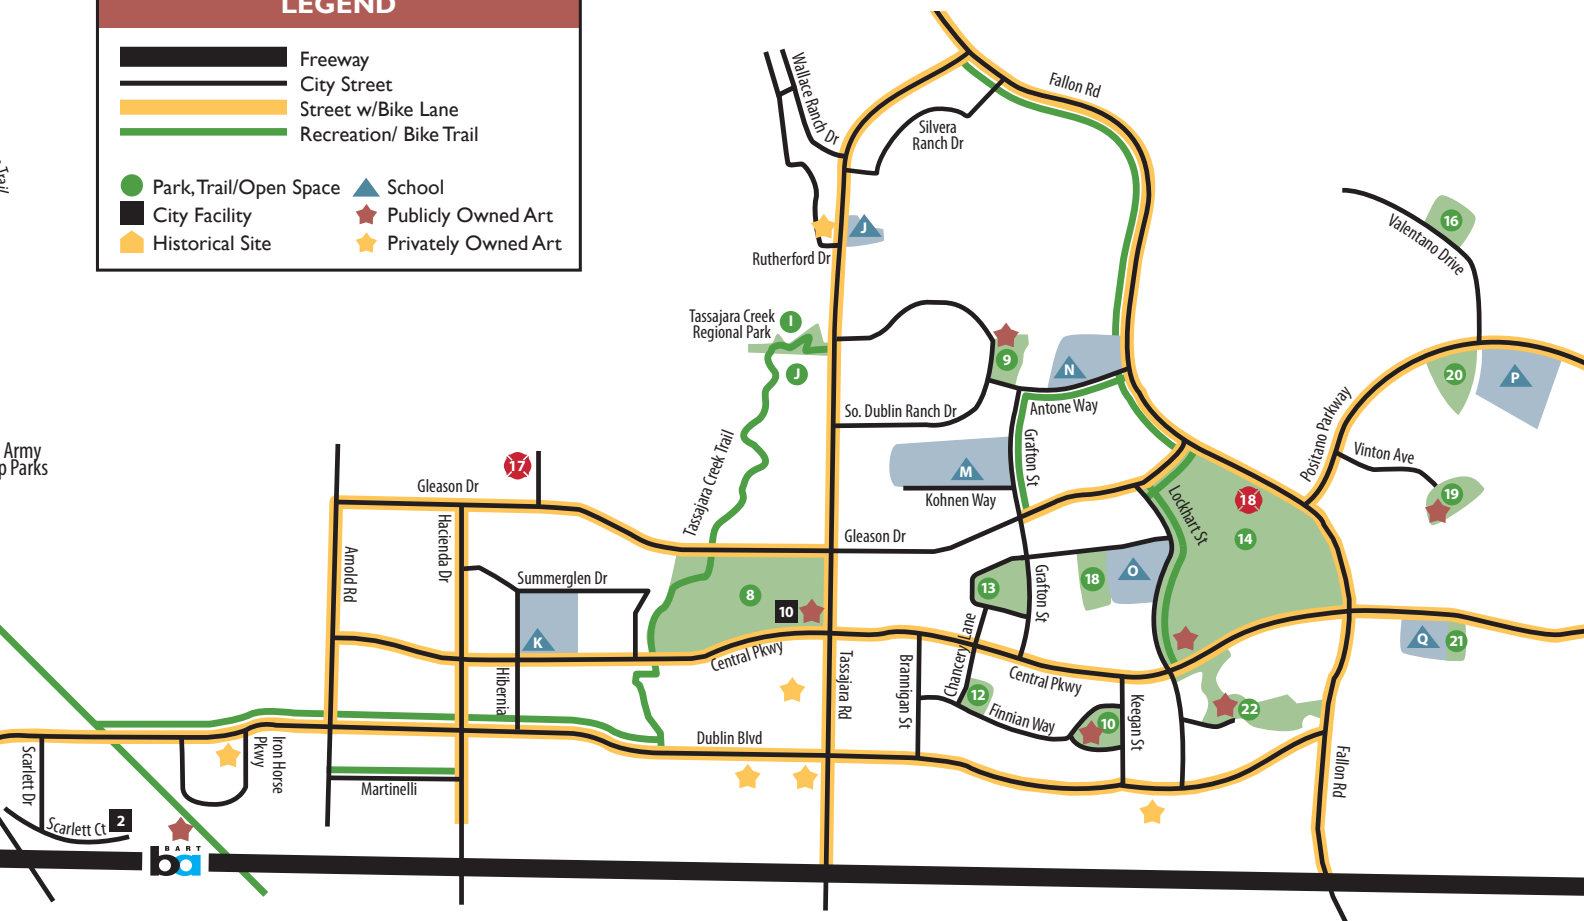 LEGEND
Freeway
City Street
Street w/Bike Lane
Recreation/ Bike Trail
Park, Trail/Open Space
School
City Facility
Publicly Owned Art
Historical Site
Privately Owned Art
Trail
Army
p Parks
Wallace Ranch Dr
Fallon Rd
Silvera
Ranch Dr
J
Rutherford Dr
16
Valentano Drive
Tassajara Creek
Regional Park
I
J
9
N
20
P
So. Dublin Ranch Dr
Antone Way
Grafton St
Positano Parkway
Vinton Ave
19
M
Kohnen Way
17
Gleason Dr
Tassajara Creek Trail
Lockhart St
18
14
Gleason Dr
Hacienda Dr
Arnold Rd
Summerglen Dr
K
8
10
13
Grafton St
18
O
Chancery Lane
Q
21
Central Pkwy
Central Pkwy
Hibernia
Tassajara Rd
Brannigan St
12
Finnian Way
10
Keegan St
22
Dublin Blvd
Fallon Rd
Scarlett Dr
Iron Horse
Pkwy
Martinelli
Scarlett Ct
2
BART
ba